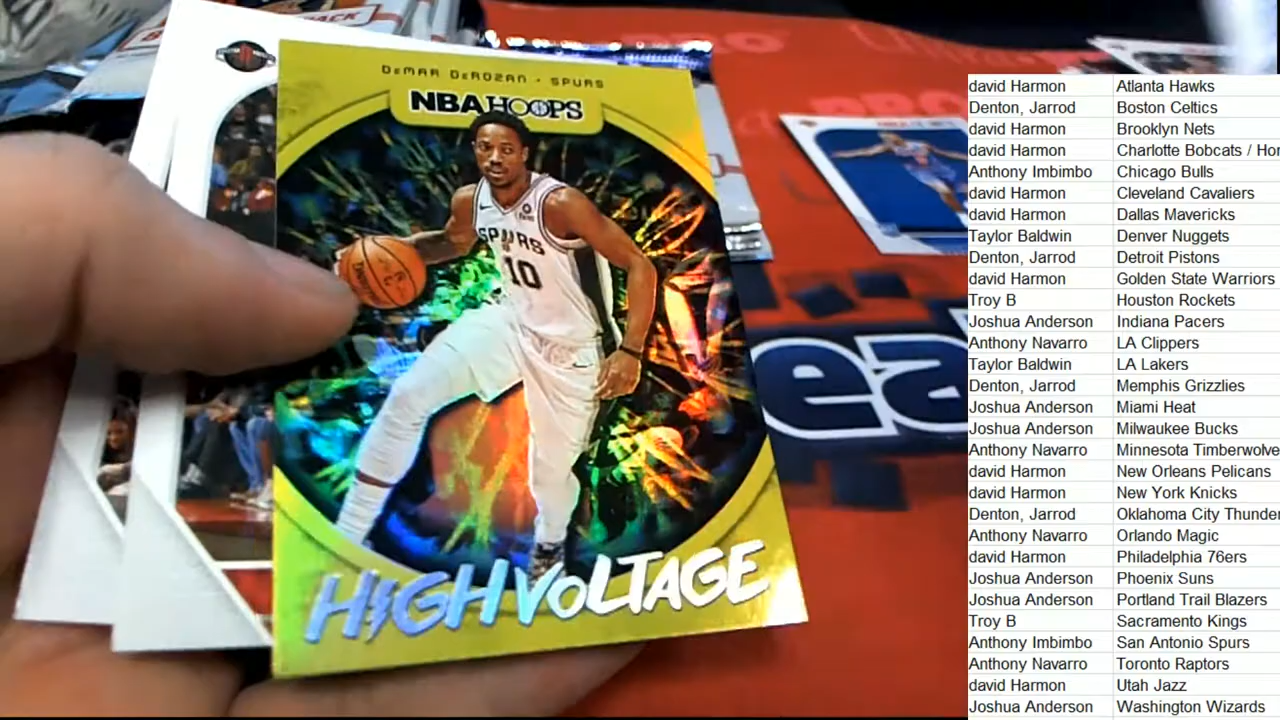 DeMAR DeROZAN · SPURS
NBA HOOPS
SPURS
10
HIGH VOLTAGE
ea
david Harmon Atlanta Hawks
Denton, Jarrod Boston Celtics
david Harmon Brooklyn Nets
david Harmon Charlotte Bobcats / Hor
Anthony Imbimbo Chicago Bulls
david Harmon Cleveland Cavaliers
david Harmon Dallas Mavericks
Taylor Baldwin Denver Nuggets
Denton, Jarrod Detroit Pistons
david Harmon Golden State Warriors
Troy B Houston Rockets
Joshua Anderson Indiana Pacers
Anthony Navarro LA Clippers
Taylor Baldwin LA Lakers
Denton, Jarrod Memphis Grizzlies
Joshua Anderson Miami Heat
Joshua Anderson Milwaukee Bucks
Anthony Navarro Minnesota Timberwolve
david Harmon New Orleans Pelicans
david Harmon New York Knicks
Denton, Jarrod Oklahoma City Thunder
Anthony Navarro Orlando Magic
david Harmon Philadelphia 76ers
Joshua Anderson Phoenix Suns
Joshua Anderson Portland Trail Blazers
Troy B Sacramento Kings
Anthony Imbimbo San Antonio Spurs
Anthony Navarro Toronto Raptors
david Harmon Utah Jazz
Joshua Anderson Washington Wizards